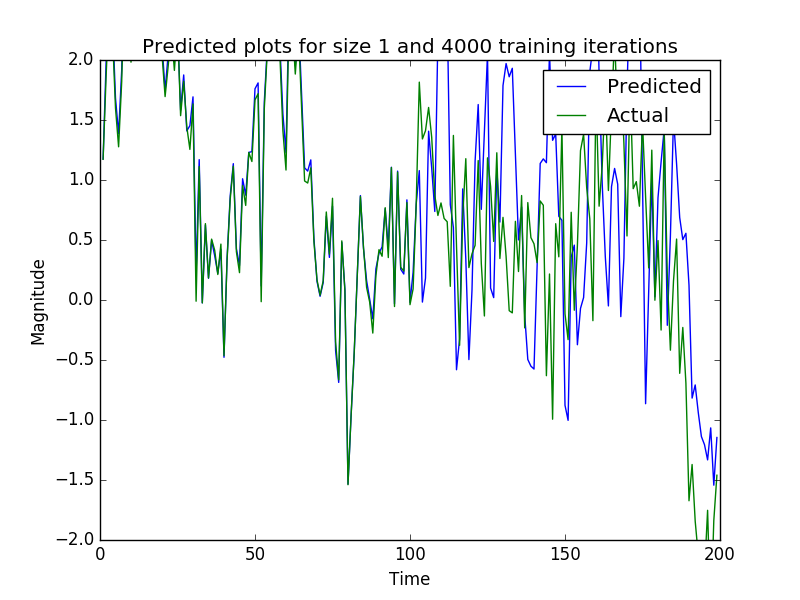 Predicted plots for size 1 and 4000 training iterations
Predicted
Actual
2.0
1.5
1.0
0.5
0.0
−0.5
−1.0
−1.5
−2.0
Magnitude
0 50 100 150 200
Time